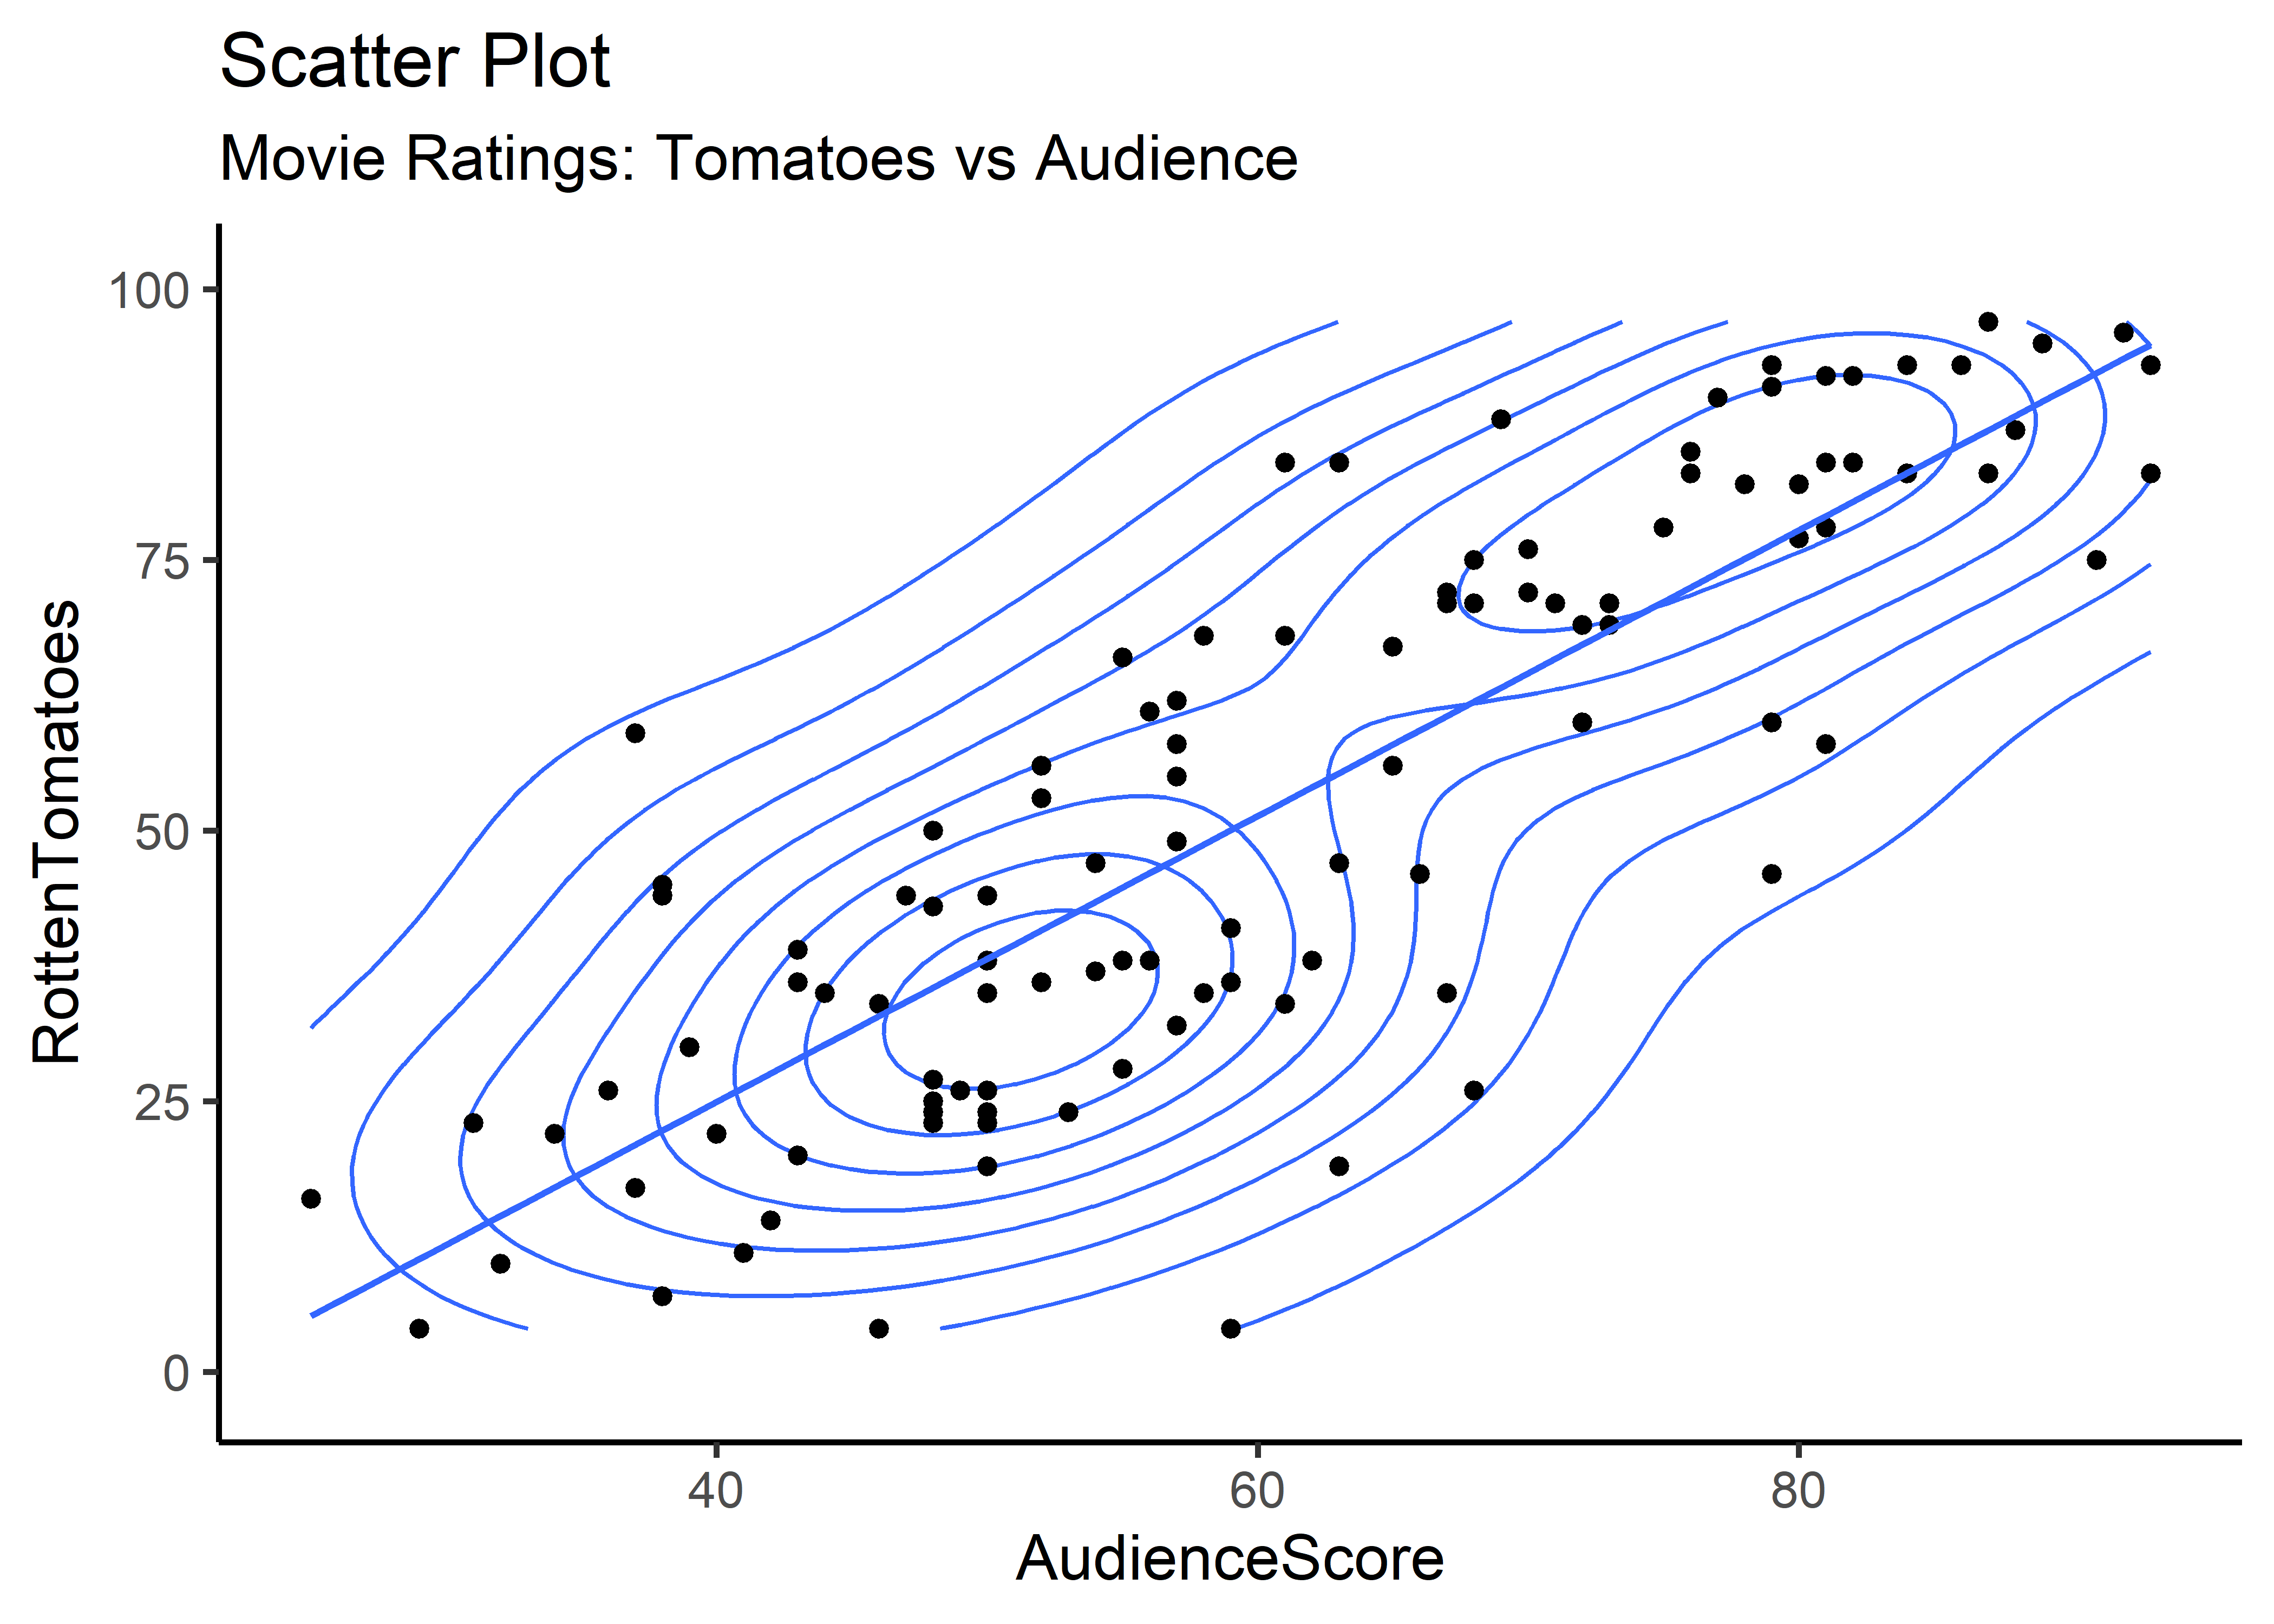 Scatter Plot
Movie Ratings: Tomatoes vs Audience
100
75
50
25
0
RottenTomatoes
40
60
80
AudienceScore